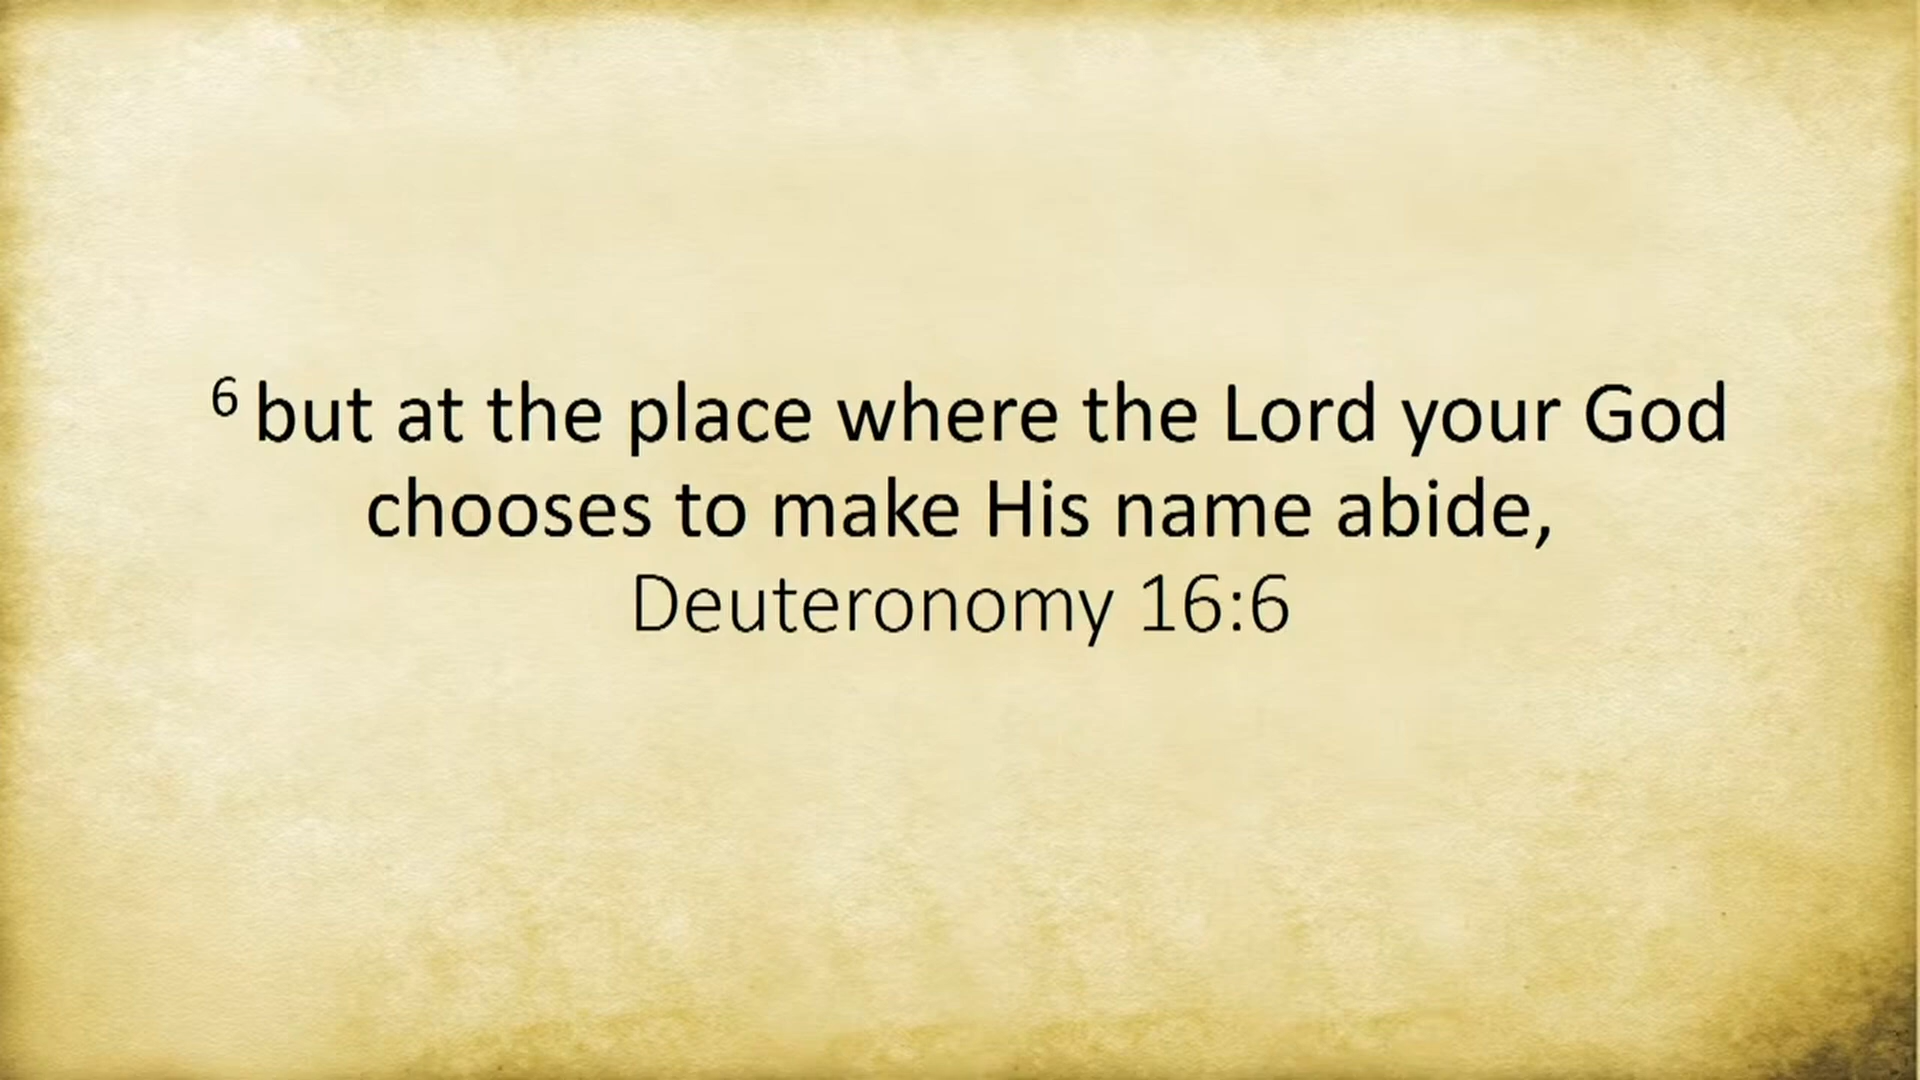 6 but at the place where the Lord your God
chooses to make His name abide,
Deuteronomy 16:6